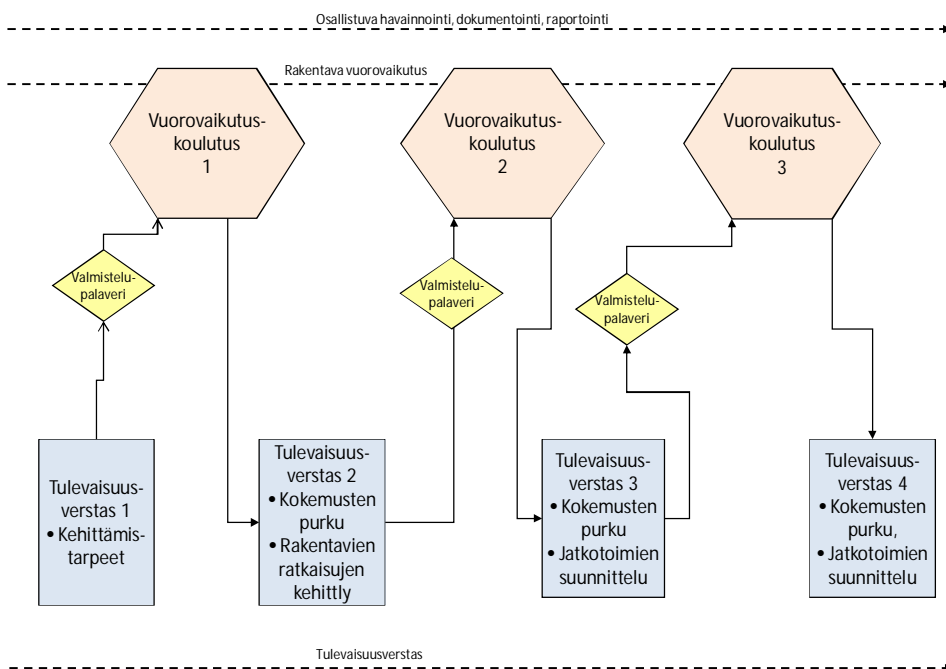 Osallistuva havainnointi, dokumentointi, raportointi
Rakentava vuorovaikutus
Vuorovaikutus-
koulutus
1
Vuorovaikutus-
koulutus
2
Vuorovaikutus-
koulutus
3
Valmistelu-
palaveri
Valmistelu-
palaveri
Valmistelu-
palaveri
Tulevaisuus-
verstas 1
• Kehittämis-
tarpeet
Tulevaisuus-
verstas 2
• Kokemusten
purku
• Rakentavien
ratkaisujen
kehittly
Tulevaisuus-
verstas 3
• Kokemusten
purku
• Jatkotoimien
suunnittelu
Tulevaisuus-
verstas 4
• Kokemusten
purku,
• Jatkotoimien
suunnittelu
Tulevaisuusverstas